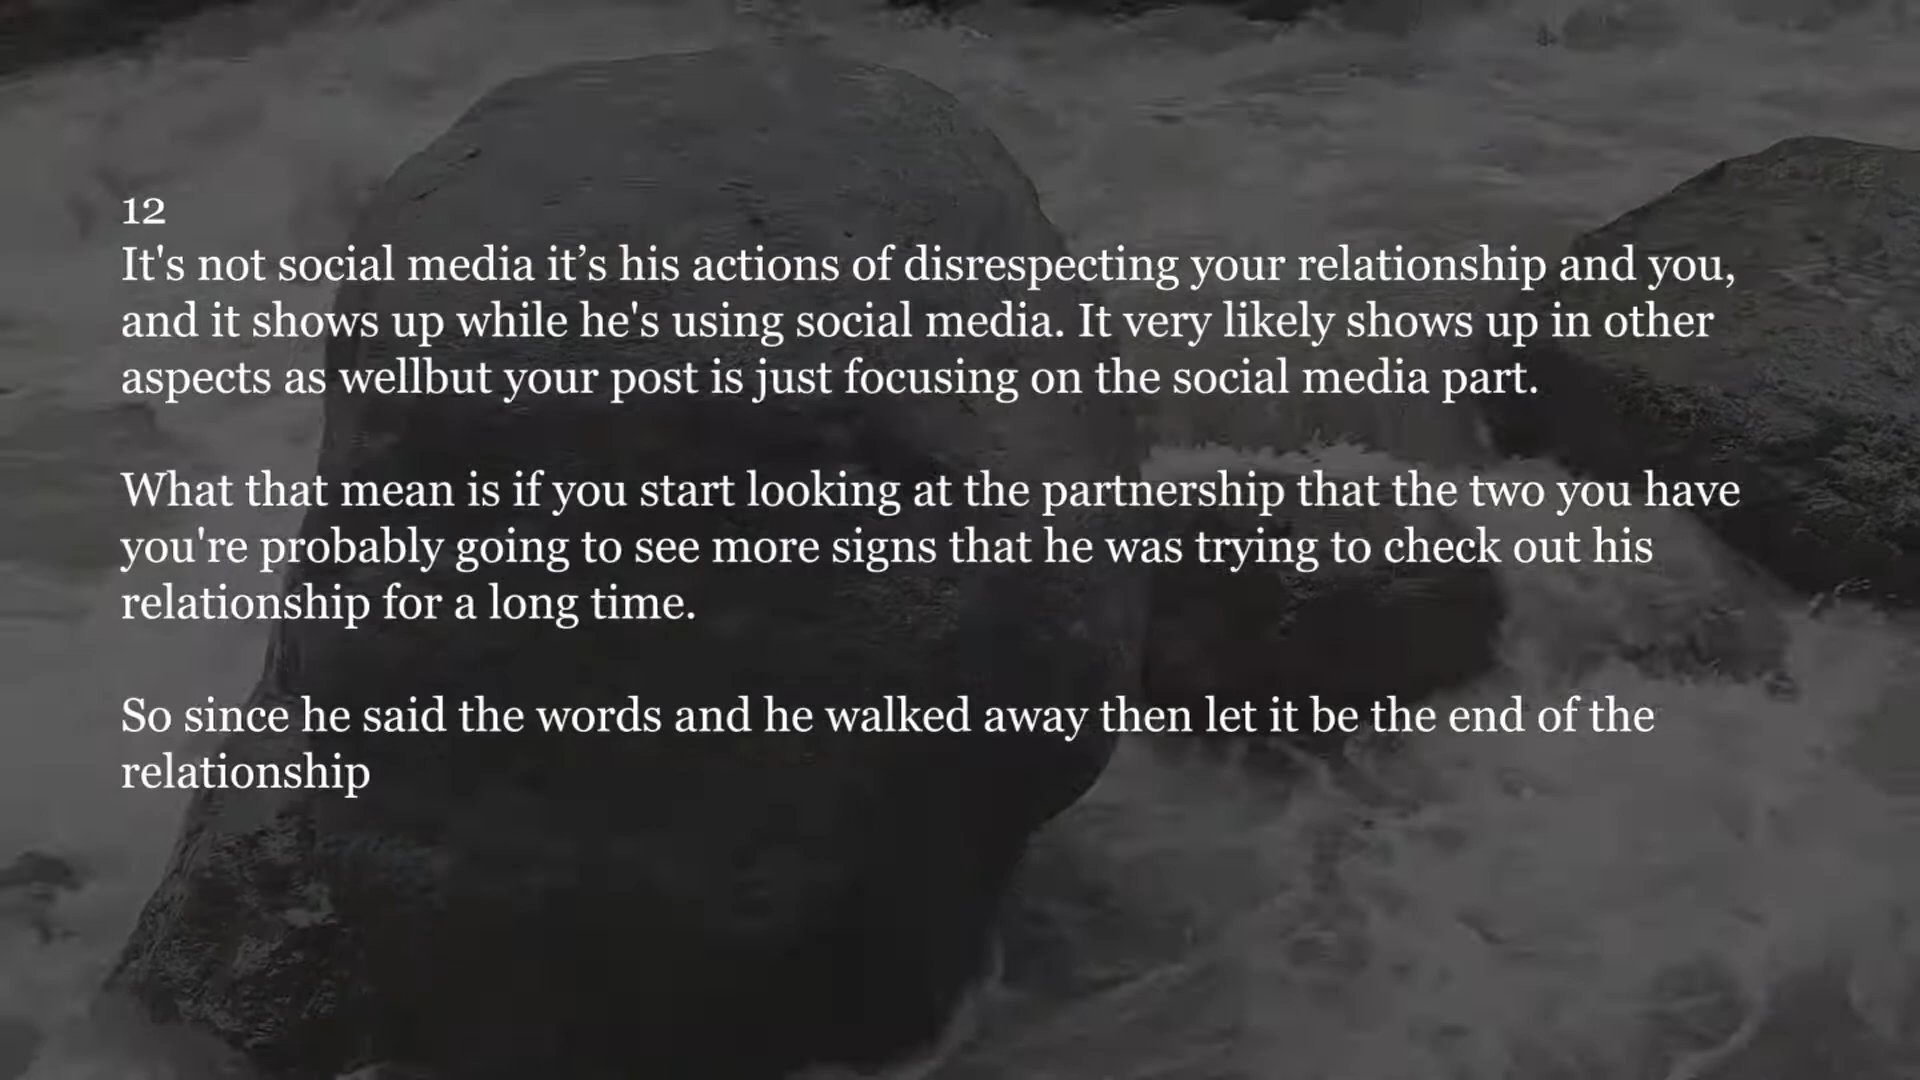 12
It's not social media it’s his actions of disrespecting your relationship and you,
and it shows up while he's using social media. It very likely shows up in other
aspects as wellbut your post is just focusing on the social media part.
What that mean is if you start looking at the partnership that the two you have
you're probably going to see more signs that he was trying to check out his
relationship for a long time.
So since he said the words and he walked away then let it be the end of the
relationship